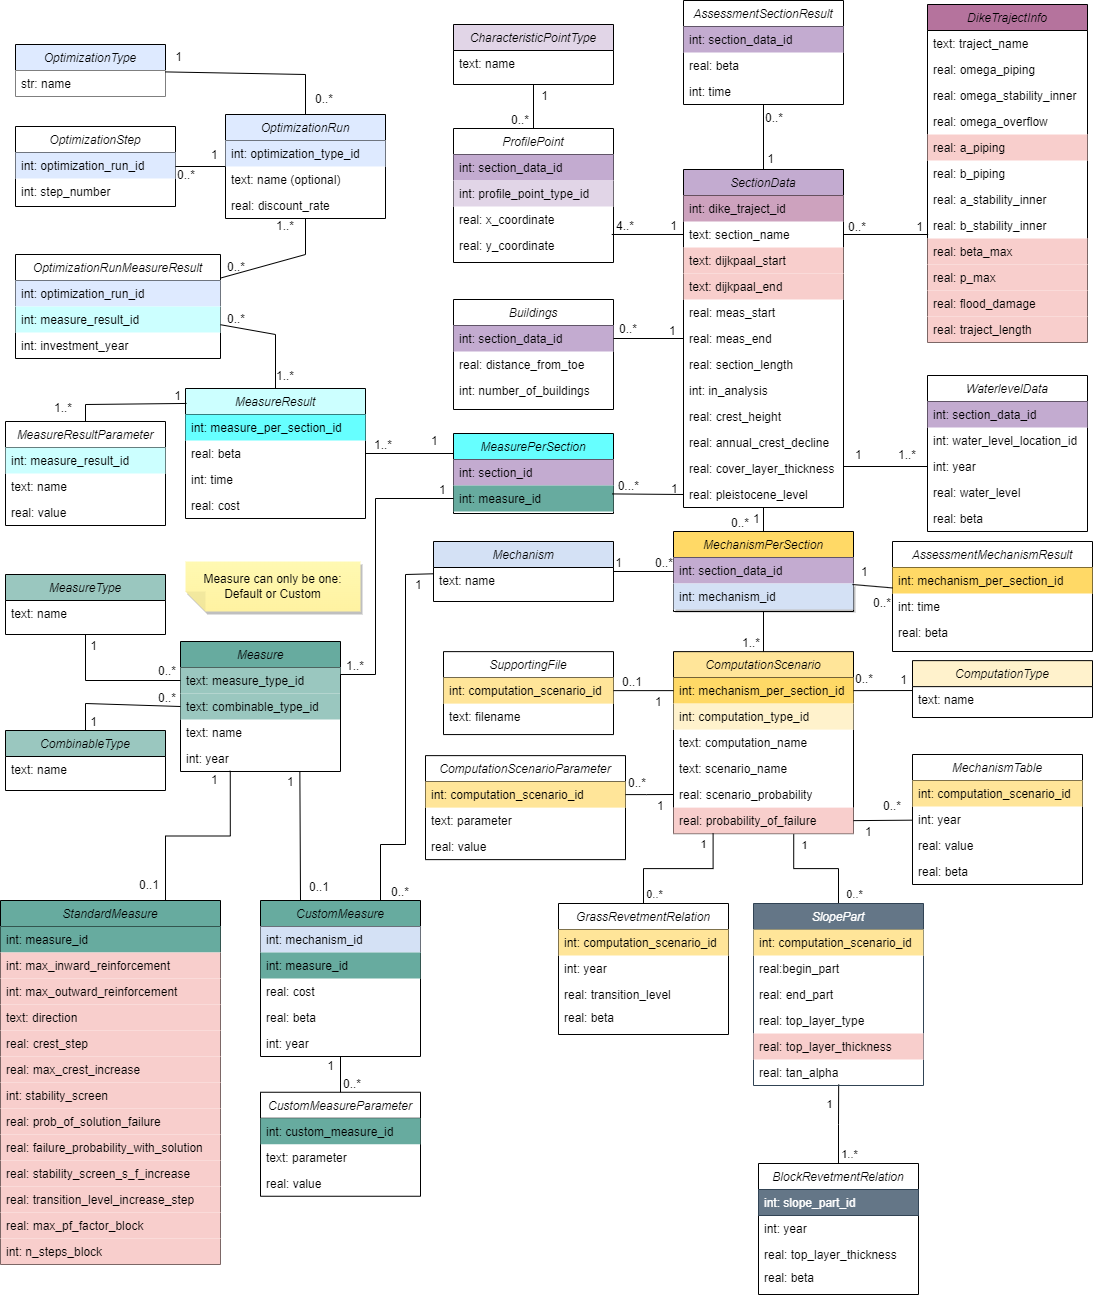 OptimizationType
str: name
1
0..*
OptimizationStep
int: optimization_run_id
int: step_number
1
0..*
OptimizationRun
int: optimization_type_id
text: name (optional)
real: discount_rate
1..*
0..*
OptimizationRunMeasureResult
int: optimization_run_id
int: measure_result_id
int: investment_year
0..*
1..*
MeasureResult
int: measure_per_section_id
real: beta
int: time
real: cost
1
1..*
MeasureResultParameter
int: measure_result_id
text: name
real: value
1..*
1
CharacteristicPointType
text: name
1
0..*
ProfilePoint
int: section_data_id
int: profile_point_type_id
real: x_coordinate
real: y_coordinate
4..*
1
Buildings
int: section_data_id
real: distance_from_toe
int: number_of_buildings
0..*
1
MeasurePerSection
int: section_id
int: measure_id
0...*
1
1
AssessmentSectionResult
int: section_data_id
real: beta
int: time
0..*
1
SectionData
int: dike_traject_id
text: section_name
text: dijkpaal_start
text: dijkpaal_end
real: meas_start
real: meas_end
real: section_length
int: in_analysis
real: crest_height
real: annual_crest_decline
real: cover_layer_thickness
real: pleistocene_level
0..*
1
DikeTrajectInfo
text: traject_name
real: omega_piping
real: omega_stability_inner
real: omega_overflow
real: a_piping
real: b_piping
real: a_stability_inner
real: b_stability_inner
real: beta_max
real: p_max
real: flood_damage
real: traject_length
WaterlevelData
int: section_data_id
int: water_level_location_id
int: year
real: water_level
real: beta
1
1..*
0..*
1
MechanismPerSection
int: section_data_id
int: mechanism_id
Mechanism
text: name
1
0..*
1
AssessmentMechanismResult
int: mechanism_per_section_id
int: time
real: beta
1
0..*
1..*
Measure can only be one:
Default or Custom
MeasureType
text: name
1
0..*
Measure
text: measure_type_id
text: combinable_type_id
text: name
int: year
1..*
0..*
1
CombinableType
text: name
1
1
0..1
0..1
0..*
SupportingFile
int: computation_scenario_id
text: filename
0..1
1
ComputationScenario
int: mechanism_per_section_id
int: computation_type_id
text: computation_name
text: scenario_name
real: scenario_probability
real: probability_of_failure
0..*
1
ComputationType
text: name
ComputationScenarioParameter
int: computation_scenario_id
text: parameter
real: value
0..*
1
MechanismTable
int: computation_scenario_id
int: year
real: value
real: beta
0..*
1
1
1
0..*
0..*
StandardMeasure
int: measure_id
int: max_inward_reinforcement
int: max_outward_reinforcement
text: direction
real: crest_step
real: max_crest_increase
int: stability_screen
real: prob_of_solution_failure
real: failure_probability_with_solution
real: stability_screen_s_f_increase
real: transition_level_increase_step
real: max_pf_factor_block
int: n_steps_block
CustomMeasure
int: mechanism_id
int: measure_id
real: cost
real: beta
int: year
1
0..*
CustomMeasureParameter
int: custom_measure_id
text: parameter
real: value
GrassRevetmentRelation
int: computation_scenario_id
int: year
real: transition_level
real: beta
SlopePart
int: computation_scenario_id
real:begin_part
real: end_part
real: top_layer_type
real: top_layer_thickness
real: tan_alpha
1
1..*
BlockRevetmentRelation
int: slope_part_id
int: year
real: top_layer_thickness
real: beta